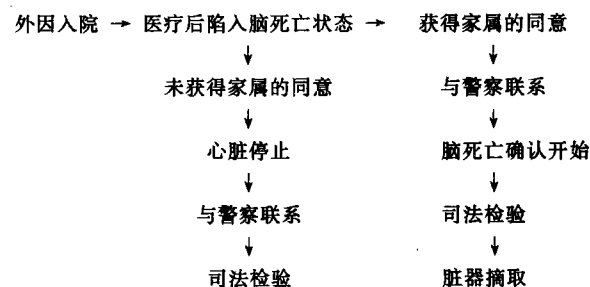 外因入院 → 医疗后陷入脑死亡状态 → 获得家属的同意
↓ ↓
未获得家属的同意 与警察联系
↓ ↓
心脏停止 脑死亡确认开始
↓ ↓
与警察联系 司法检验
↓ ↓
司法检验 脏器摘取